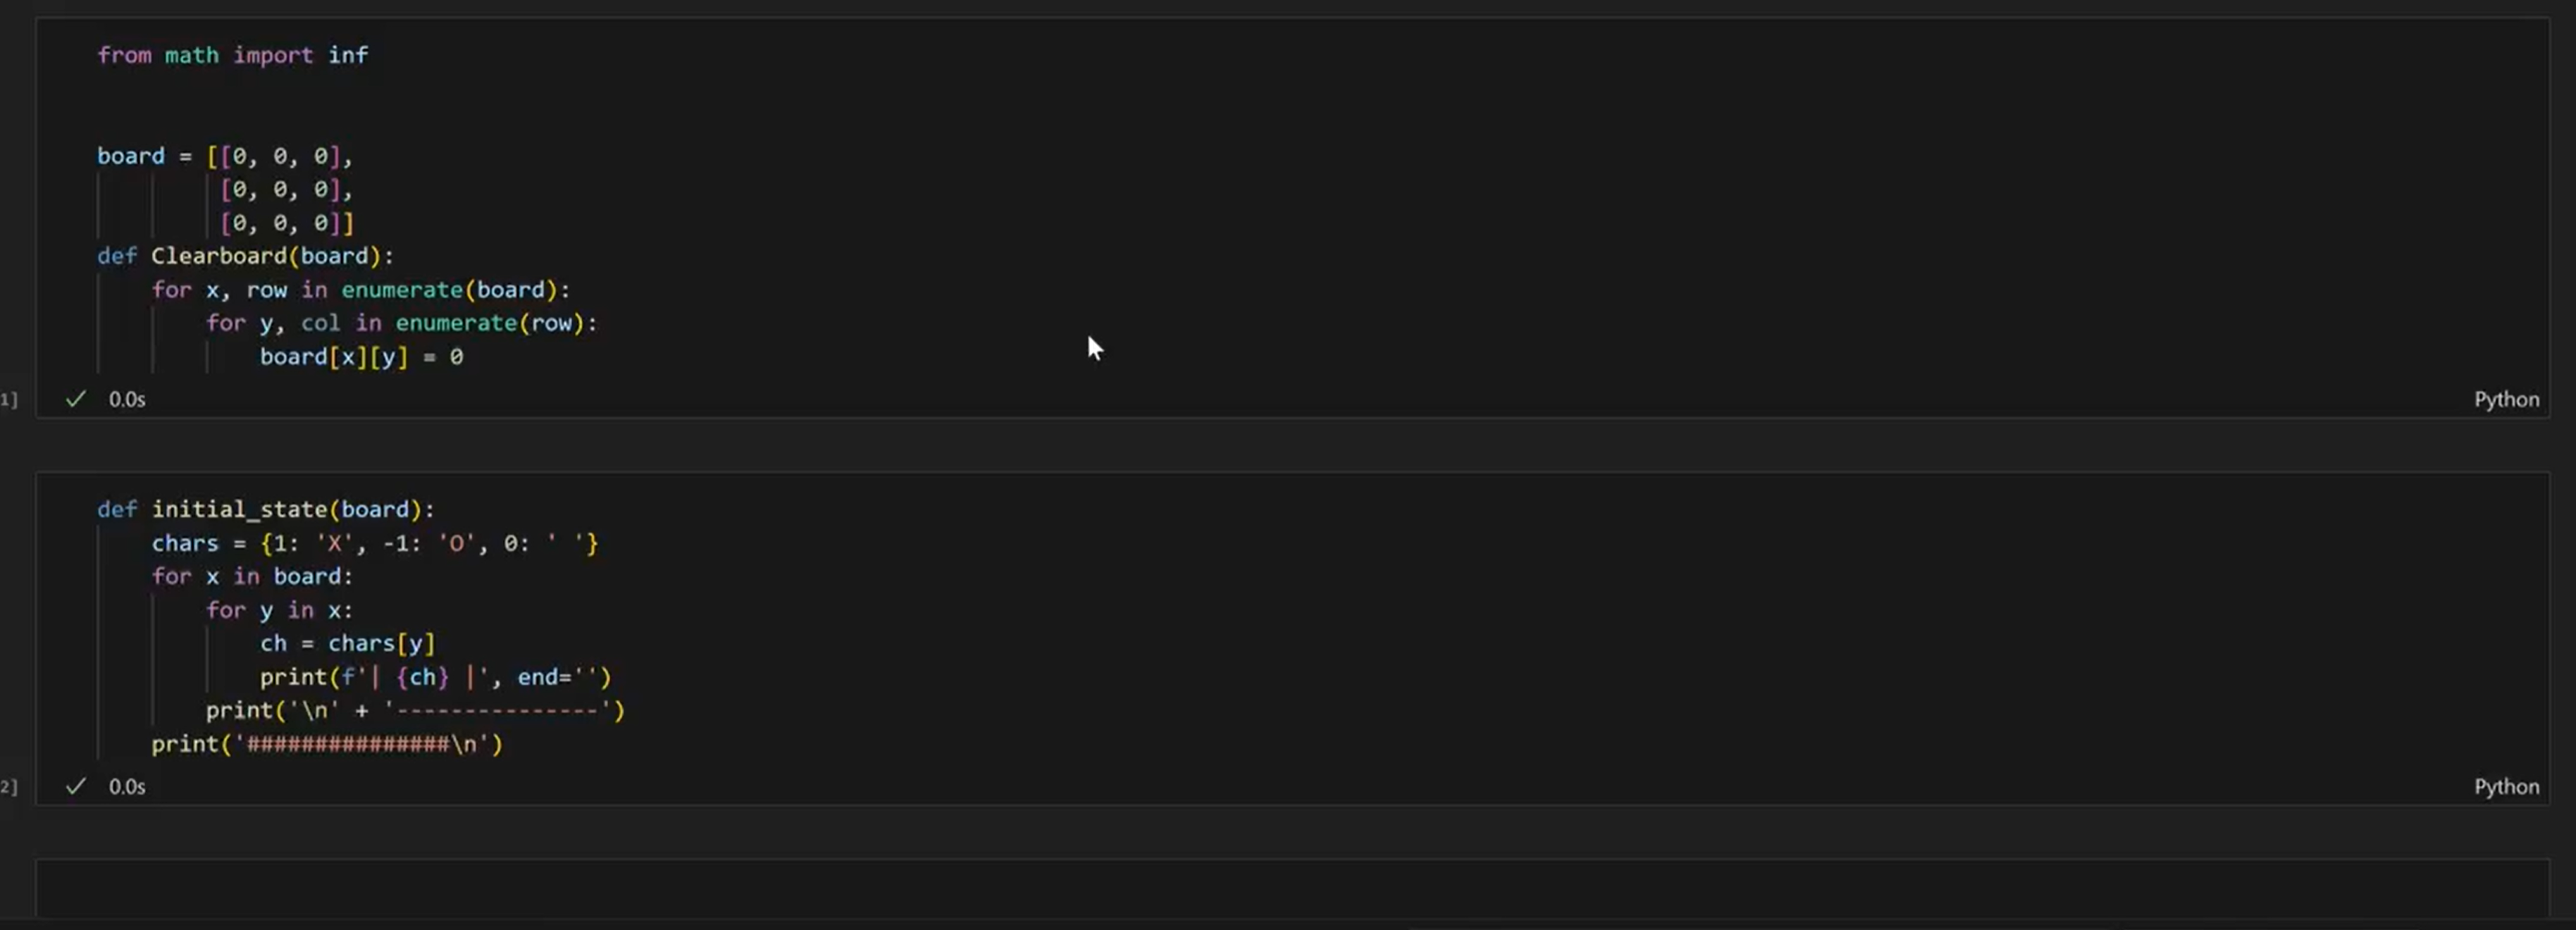 from math import inf
board = [[0, 0, 0],
[0, 0, 0],
[0, 0, 0]]
def Clearboard(board):
for x, row in enumerate(board):
for y, col in enumerate(row):
board[x][y] = 0
1] ✓ 0.0s Python
def initial_state(board):
chars = {1: 'X', -1: 'O', 0: ' '}
for x in board:
for y in x:
ch = chars[y]
print(f'| {ch} |', end='')
print('\n' + '---------------')
print('###############\n')
2] ✓ 0.0s Python